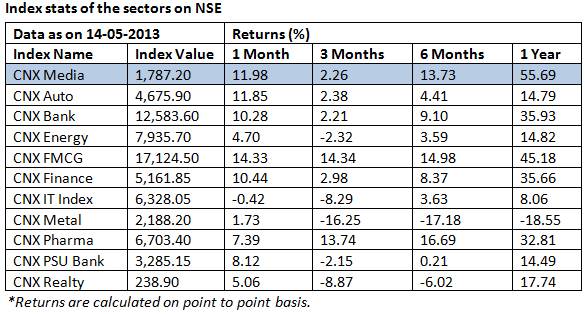 Index stats of the sectors on NSE
Data as on 14-05-2013 Returns (%)
Index Name Index Value 1 Month 3 Months 6 Months 1 Year
CNX Media 1,787.20 11.98 2.26 13.73 55.69
CNX Auto 4,675.90 11.85 2.38 4.41 14.79
CNX Bank 12,583.60 10.28 2.21 9.10 35.93
CNX Energy 7,935.70 4.70 -2.32 3.59 14.82
CNX FMCG 17,124.50 14.33 14.34 14.98 45.18
CNX Finance 5,161.85 10.44 2.98 8.37 35.66
CNX IT Index 6,328.05 -0.42 -8.29 3.63 8.06
CNX Metal 2,188.20 1.73 -16.25 -17.18 -18.55
CNX Pharma 6,703.40 7.39 13.74 16.69 32.81
CNX PSU Bank 3,285.15 8.12 -2.15 0.21 14.49
CNX Realty 238.90 5.06 -8.87 -6.02 17.74
*Returns are calculated on point to point basis.